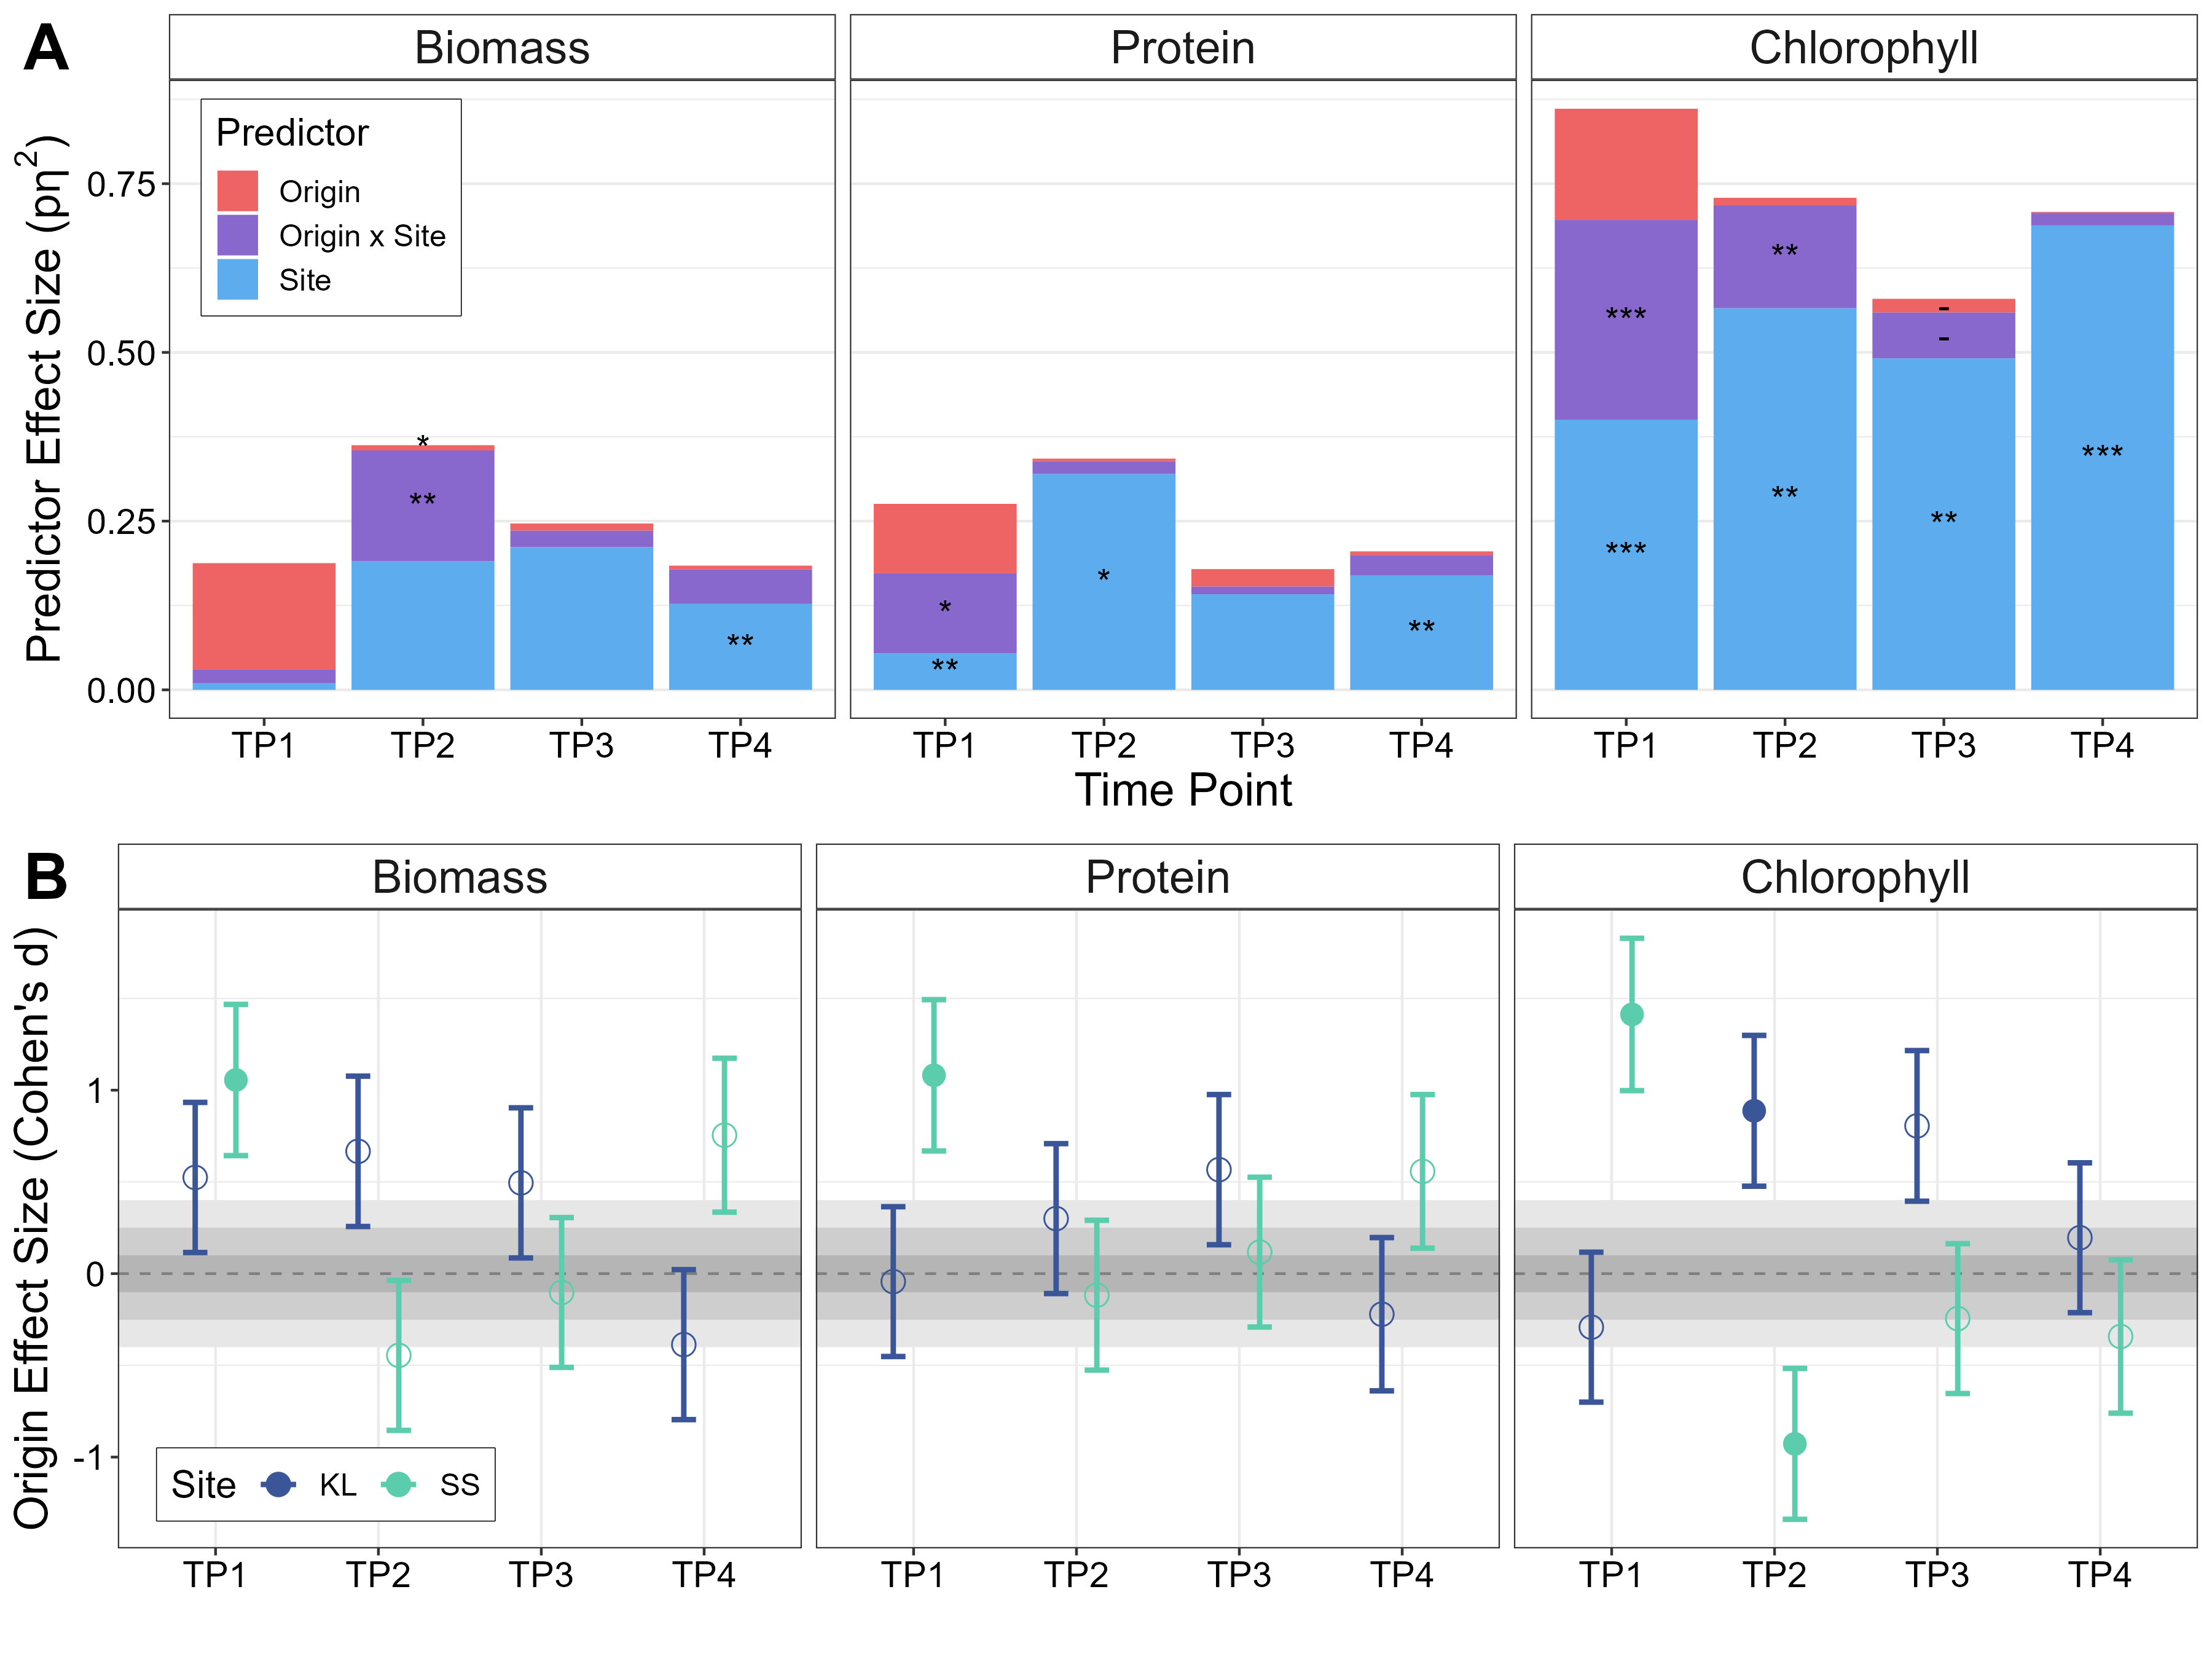 A
Biomass Protein Chlorophyll
Predictor Effect Size (pη²)
0.75
0.50
0.25
0.00
Predictor
Origin
Origin x Site
Site
*
**
**
*
**
*
**
***
***
**
**
-
-
**
***
TP1 TP2 TP3 TP4 TP1 TP2 TP3 TP4 TP1 TP2 TP3 TP4
Time Point
B
Biomass Protein Chlorophyll
Origin Effect Size (Cohen's d)
1
0
-1
Site KL SS
TP1 TP2 TP3 TP4 TP1 TP2 TP3 TP4 TP1 TP2 TP3 TP4